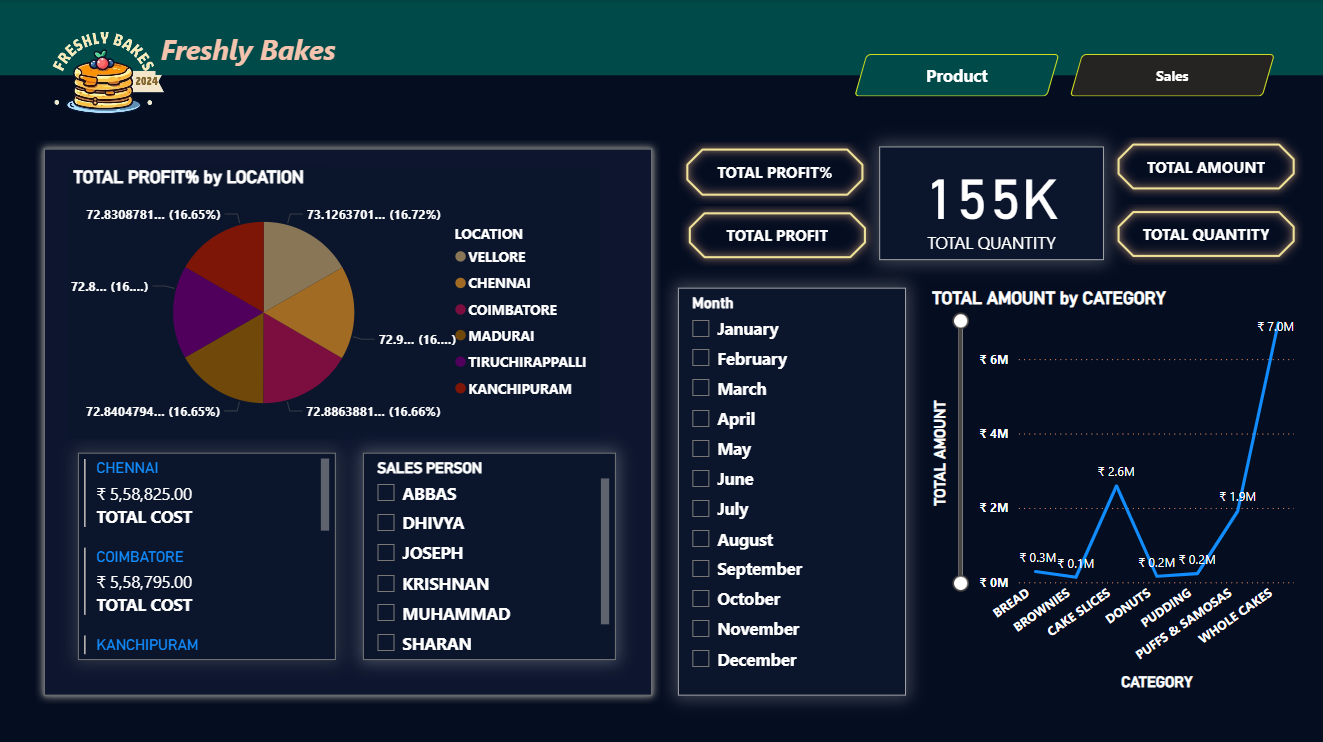 FRESHLY BAKES
2024
Freshly Bakes
Product
Sales
TOTAL PROFIT% by LOCATION
72.8308781... (16.65%)
73.1263701... (16.72%)
72.8... (16....)
72.9... (16....)
72.8404794... (16.65%)
72.8863881... (16.66%)
LOCATION
VELLORE
CHENNAI
COIMBATORE
MADURAI
TIRUCHIRAPPALLI
KANCHIPURAM
CHENNAI
₹ 5,58,825.00
TOTAL COST
COIMBATORE
₹ 5,58,795.00
TOTAL COST
KANCHIPURAM
SALES PERSON
ABBAS
DHIVYA
JOSEPH
KRISHNAN
MUHAMMAD
SHARAN
TOTAL PROFIT%
TOTAL PROFIT
155K
TOTAL QUANTITY
TOTAL AMOUNT
TOTAL QUANTITY
Month
January
February
March
April
May
June
July
August
September
October
November
December
TOTAL AMOUNT by CATEGORY
TOTAL AMOUNT
₹ 6M
₹ 4M
₹ 2M
₹ 0M
₹ 0.3M
₹ 0.1M
₹ 2.6M
₹ 0.2M
₹ 0.2M
₹ 1.9M
₹ 7.0M
BREAD
BROWNIES
CAKE SLICES
DONUTS
PUDDING
PUFFS & SAMOSAS
WHOLE CAKES
CATEGORY